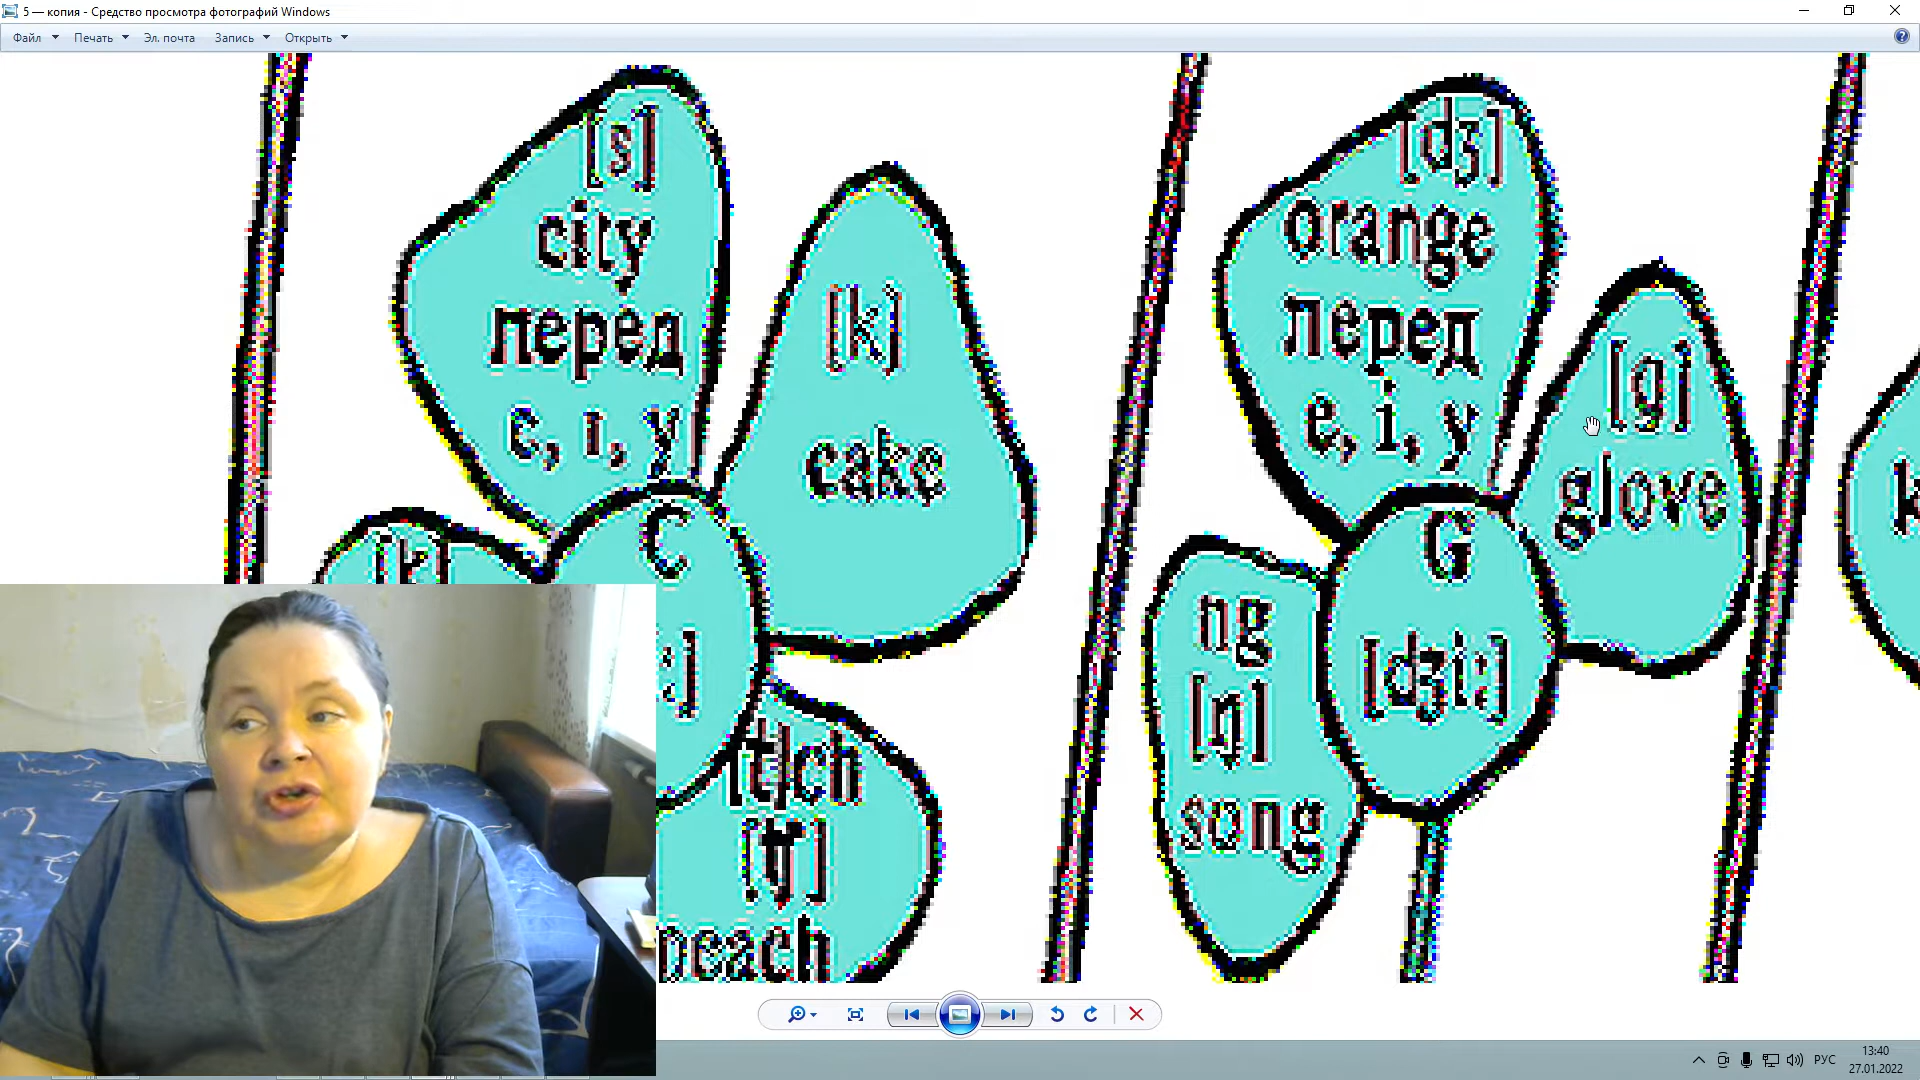 5 — копия - Средство просмотра фотографий Windows
Файл Печать Эл. почта Запись Открыть
[s]
city
перед
e, i, y
[k]
cake
C
[k]
:]
[t]ch
[tʃ]
peach
[dʒ]
orange
перед
e, i, y
[g]
glove
G
[dʒi:]
ng
[ŋ]
song
k
РУС
13:40
27.01.2022